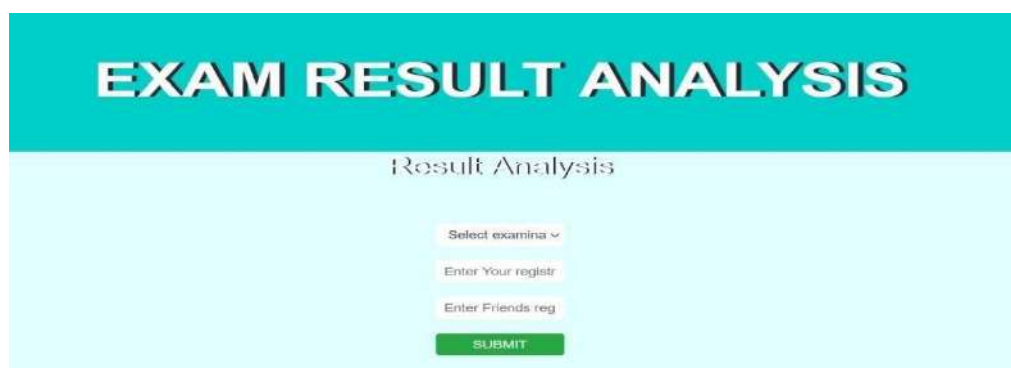 EXAM RESULT ANALYSIS
Result Analysis
Select examina
Enter Your registr
Enter Friends reg
SUBMIT